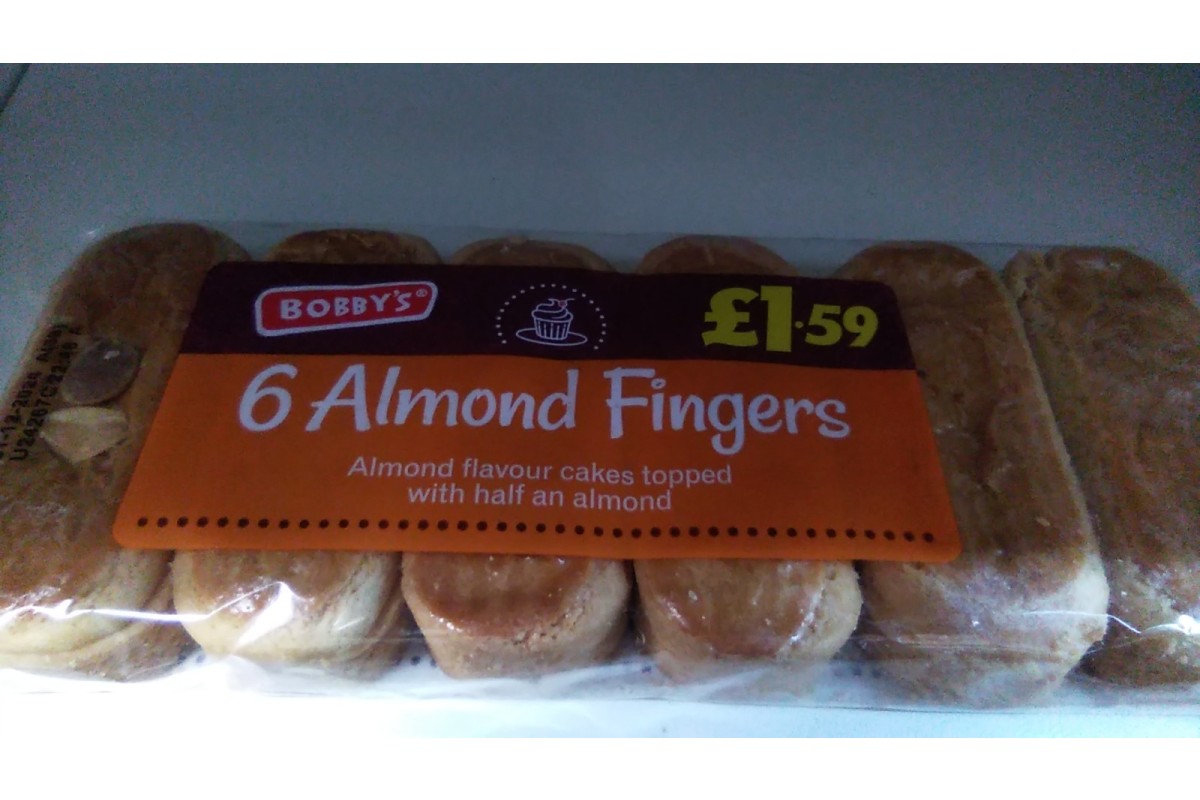 BOBBY'S®
£1.59
6 Almond Fingers
Almond flavour cakes topped
with half an almond